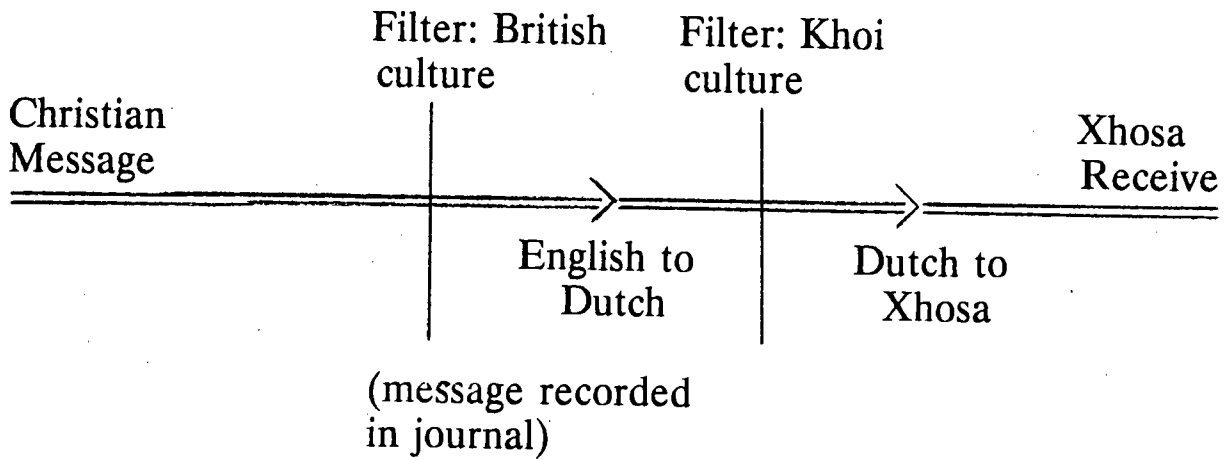 Filter: British
culture
Filter: Khoi
culture
Christian
Message
Xhosa
Receive
English to
Dutch
Dutch to
Xhosa
(message recorded
in journal)